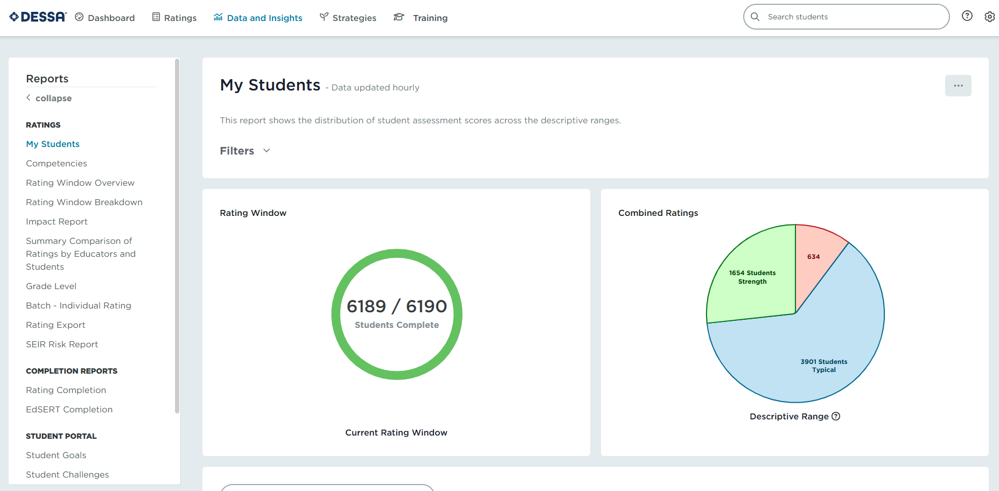 DESSA
Dashboard
Ratings
Data and Insights
Strategies
Training
Search students
Reports
collapse
RATINGS
My Students
Competencies
Rating Window Overview
Rating Window Breakdown
Impact Report
Summary Comparison of
Ratings by Educators and
Students
Grade Level
Batch - Individual Rating
Rating Export
SEIR Risk Report
COMPLETION REPORTS
Rating Completion
EdSERT Completion
STUDENT PORTAL
Student Goals
Student Challenges
My Students - Data updated hourly
This report shows the distribution of student assessment scores across the descriptive ranges.
Filters
Rating Window
6189 / 6190
Students Complete
Current Rating Window
Combined Ratings
634
1654 Students
Strength
3901 Students
Typical
Descriptive Range